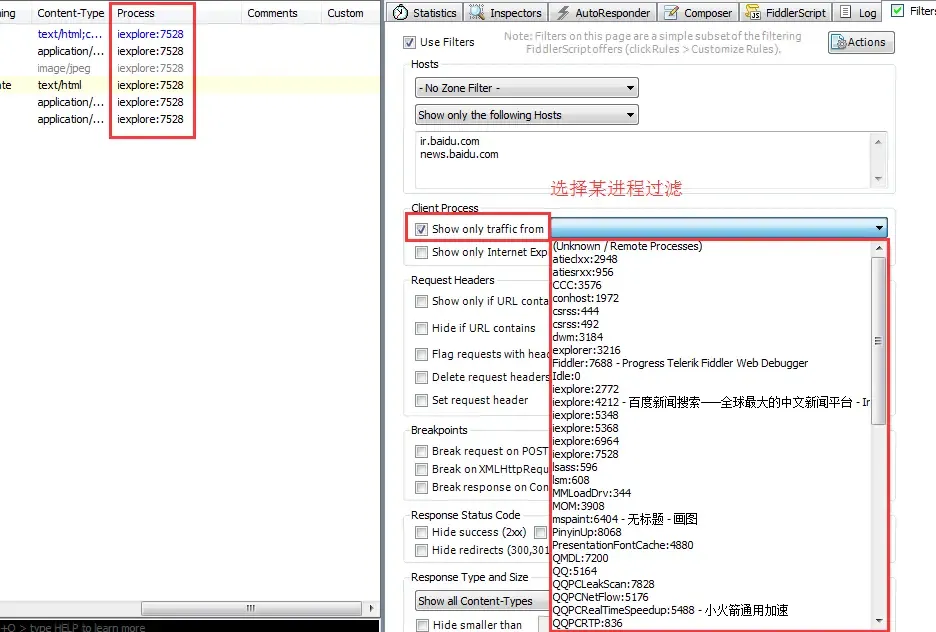 ing Content-Type Process Comments Custom
text/html;c... iexplore:7528
application/... iexplore:7528
image/jpeg iexplore:7528
te text/html iexplore:7528
application/... iexplore:7528
application/... iexplore:7528
+O > type HELP to learn more
Statistics Inspectors AutoResponder Composer FiddlerScript Log Filters
Use Filters
Note: Filters on this page are a simple subset of the filtering
FiddlerScript offers (click Rules > Customize Rules).
Actions
Hosts
- No Zone Filter -
Show only the following Hosts
ir.baidu.com
news.baidu.com
选择某进程过滤
Client Process
Show only traffic from
Show only Internet Exp
Request Headers
Show only if URL conta
Hide if URL contains
Flag requests with head
Delete request headers
Set request header
Breakpoints
Break request on POST
Break on XMLHttpRequ
Break response on Con
Response Status Code
Hide success (2xx)
Hide redirects (300,301
Response Type and Size
Show all Content-Types
Hide smaller than
(Unknown / Remote Processes)
atieclxx:2948
atiesrxx:956
CCC:3576
conhost:1972
csrss:444
csrss:492
dwm:3184
explorer:3216
Fiddler:7688 - Progress Telerik Fiddler Web Debugger
Idle:0
iexplore:2772
iexplore:4212 - 百度新闻搜索——全球最大的中文新闻平台 - Ir
iexplore:5348
iexplore:5368
iexplore:6964
iexplore:7528
lsass:596
lsm:608
MMLoadDrv:344
MOM:3908
mspaint:6404 - 无标题 - 画图
PinyinUp:8068
PresentationFontCache:4880
QMDL:7200
QQ:5164
QQPCLeakScan:7828
QQPCNetFlow:5176
QQPCRealTimeSpeedup:5488 - 小火箭通用加速
QQPCRTP:836